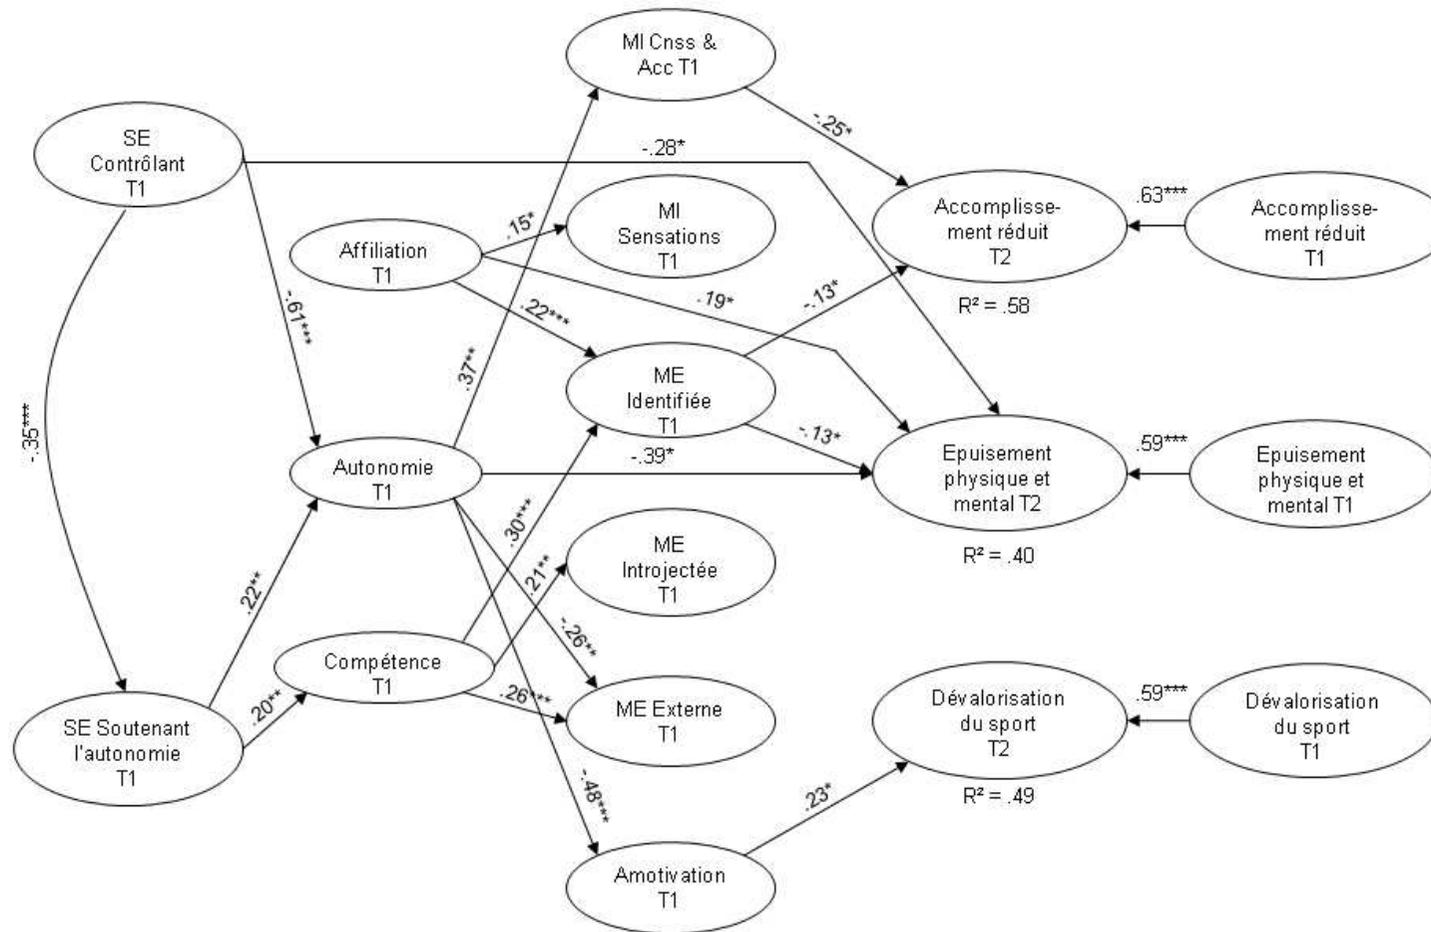 MI Cnss &
Acc T1
SE
Contrôlant
T1
-.25*
-.28*
MI
Sensations
T1
Accomplisse-
ment réduit
T2
.63***
Accomplisse-
ment réduit
T1
Affiliation
T1
.15*
.19*
-.13*
R² = .58
.22***
-.61***
.37**
ME
Identifiée
T1
-.35***
Autonomie
T1
-.39*
-.13*
Epuisement
physique et
mental T2
.59***
Epuisement
physique et
mental T1
.30***
ME
Introjectée
T1
R² = .40
.22**
.21**
Compétence
T1
-.26**
.20**
.26***
SE Soutenant
l'autonomie
T1
ME Externe
T1
Dévalorisation
du sport
T2
.59***
Dévalorisation
du sport
T1
-.48***
.23*
R² = .49
Amotivation
T1